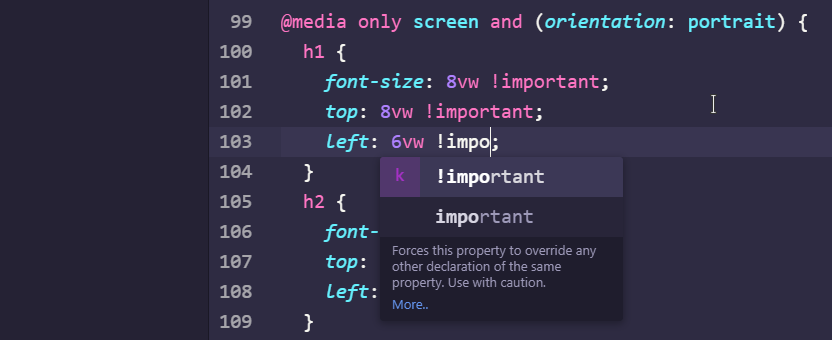 99 @media only screen and (orientation: portrait) {
100 h1 {
101 font-size: 8vw !important;
102 top: 8vw !important;
103 left: 6vw !impo;
104 }
k !important
105 h2 {
important
106 font-
107 top:
108 left:
Forces this property to override any
other declaration of the same
property. Use with caution.
More..
109 }